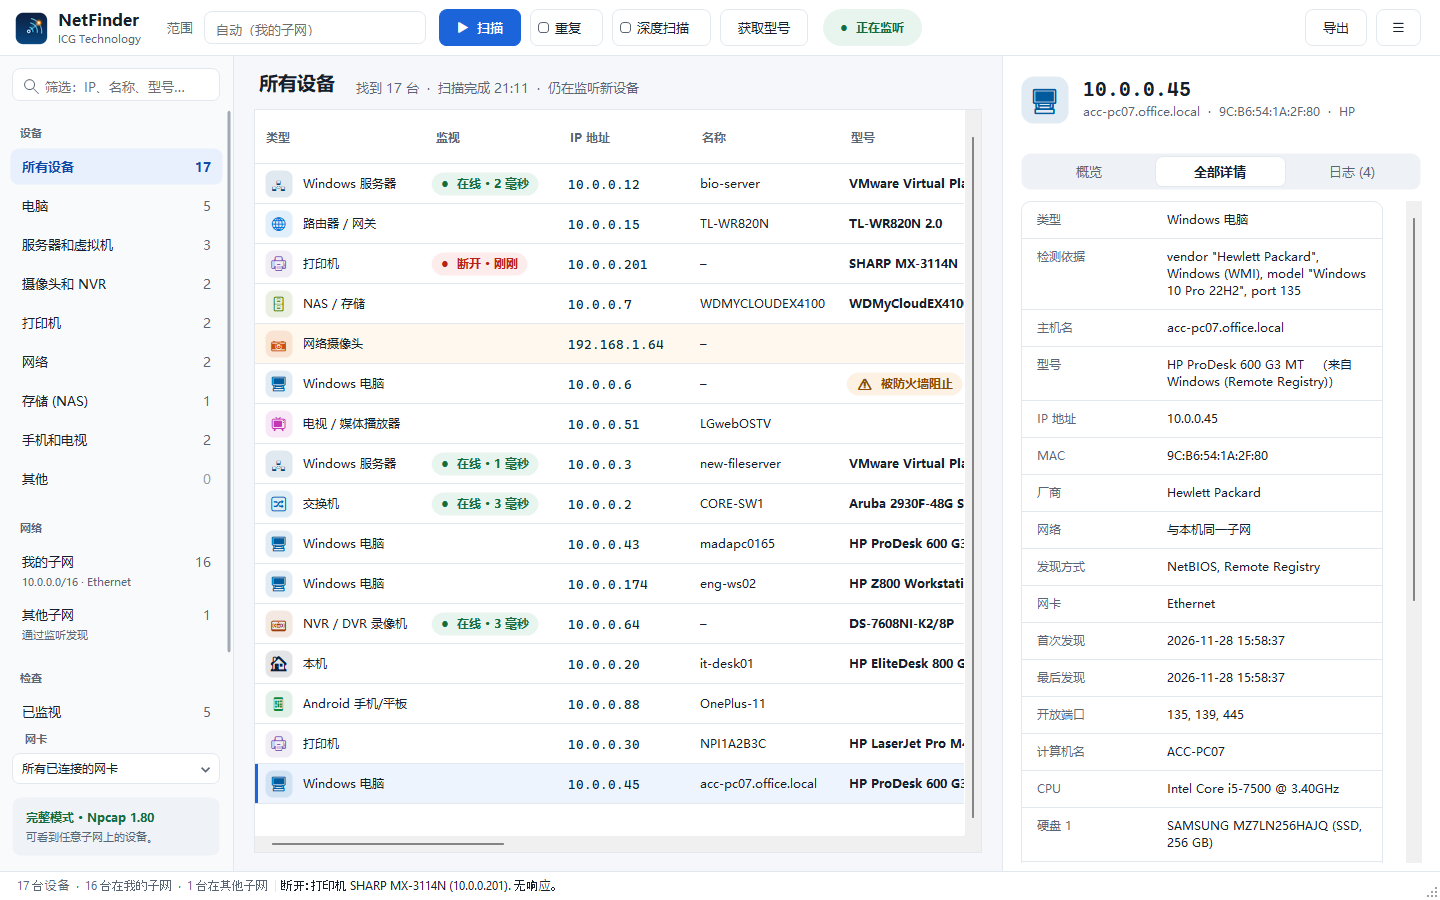 NetFinder
ICG Technology
范围
自动（我的子网）
扫描
重复
深度扫描
获取型号
正在监听
导出
筛选：IP、名称、型号...
设备
所有设备 17
电脑 5
服务器和虚拟机 3
摄像头和 NVR 2
打印机 2
网络 2
存储 (NAS) 1
手机和电视 2
其他 0
网络
我的子网 16
10.0.0.0/16 · Ethernet
其他子网 1
通过监听发现
检查
已监视 5
网卡
所有已连接的网卡
完整模式 • Npcap 1.80
可看到任意子网上的设备。
所有设备 找到 17 台 · 扫描完成 21:11 · 仍在监听新设备
类型 监视 IP 地址 名称 型号
Windows 服务器 • 在线 • 2 毫秒 10.0.0.12 bio-server VMware Virtual Pla
路由器 / 网关 10.0.0.15 TL-WR820N TL-WR820N 2.0
打印机 • 断开 • 刚刚 10.0.0.201 – SHARP MX-3114N
NAS / 存储 10.0.0.7 WDMYCLOUDEX4100 WDMyCloudEX410
网络摄像头 192.168.1.64 –
Windows 电脑 10.0.0.6 – 被防火墙阻止
电视 / 媒体播放器 10.0.0.51 LGwebOSTV
Windows 服务器 • 在线 • 1 毫秒 10.0.0.3 new-fileserver VMware Virtual Pla
交换机 • 在线 • 3 毫秒 10.0.0.2 CORE-SW1 Aruba 2930F-48G S
Windows 电脑 10.0.0.43 madapc0165 HP ProDesk 600 G3
Windows 电脑 10.0.0.174 eng-ws02 HP Z800 Workstati
NVR / DVR 录像机 • 在线 • 3 毫秒 10.0.0.64 – DS-7608NI-K2/8P
本机 10.0.0.20 it-desk01 HP EliteDesk 800 G
Android 手机/平板 10.0.0.88 OnePlus-11
打印机 10.0.0.30 NPI1A2B3C HP LaserJet Pro M4
Windows 电脑 10.0.0.45 acc-pc07.office.local HP ProDesk 600 G3
10.0.0.45
acc-pc07.office.local · 9C:B6:54:1A:2F:80 · HP
概览 全部详情 日志 (4)
类型 Windows 电脑
检测依据 vendor "Hewlett Packard",
Windows (WMI), model "Windows
10 Pro 22H2", port 135
主机名 acc-pc07.office.local
型号 HP ProDesk 600 G3 MT （来自
Windows (Remote Registry)）
IP 地址 10.0.0.45
MAC 9C:B6:54:1A:2F:80
厂商 Hewlett Packard
网络 与本机同一子网
发现方式 NetBIOS, Remote Registry
网卡 Ethernet
首次发现 2026-11-28 15:58:37
最后发现 2026-11-28 15:58:37
开放端口 135, 139, 445
计算机名 ACC-PC07
CPU Intel Core i5-7500 @ 3.40GHz
硬盘 1 SAMSUNG MZ7LN256HAJQ (SSD,
256 GB)
17 台设备 · 16 台在我的子网 · 1 台在其他子网 断开: 打印机 SHARP MX-3114N (10.0.0.201). 无响应。